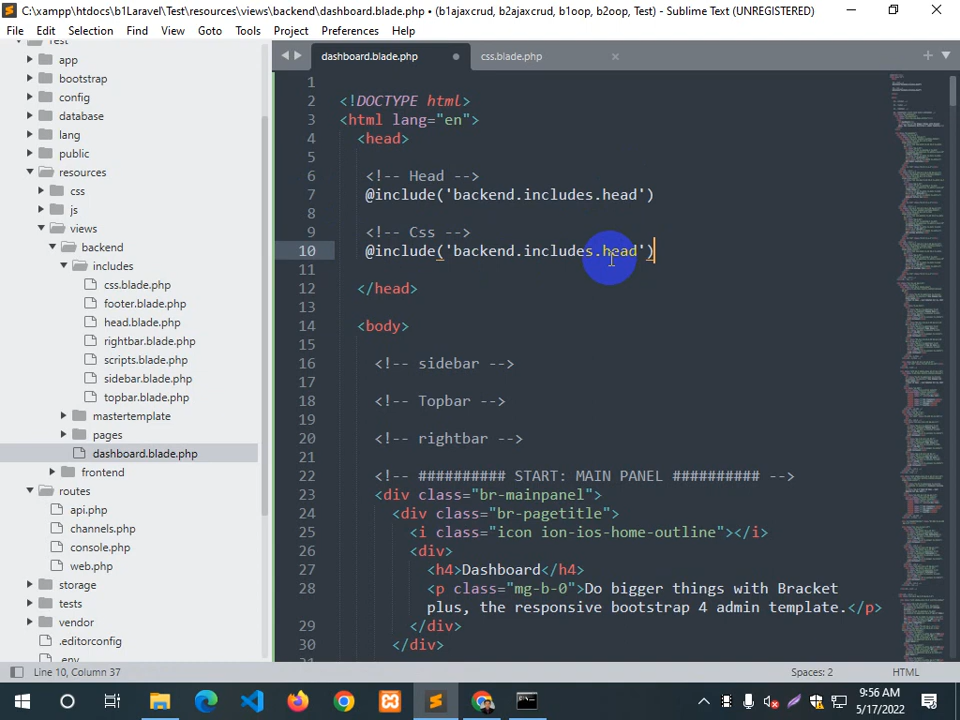 C:\xampp\htdocs\b1Laravel\Test\resources\views\backend\dashboard.blade.php • (b1ajaxcrud, b2ajaxcrud, b1oop, b2oop, Test) - Sublime Text (UNREGISTERED)
File Edit Selection Find View Goto Tools Project Preferences Help
Test
app
bootstrap
config
database
lang
public
resources
css
js
views
backend
includes
css.blade.php
footer.blade.php
head.blade.php
rightbar.blade.php
scripts.blade.php
sidebar.blade.php
topbar.blade.php
mastertemplate
pages
dashboard.blade.php
frontend
routes
api.php
channels.php
console.php
web.php
storage
tests
vendor
.editorconfig
.env
dashboard.blade.php css.blade.php
1
2 <!DOCTYPE html>
3 <html lang="en">
4 <head>
5
6 <!-- Head -->
7 @include('backend.includes.head')
8
9 <!-- Css -->
10 @include('backend.includes.head')
11
12 </head>
13
14 <body>
15
16 <!-- sidebar -->
17
18 <!-- Topbar -->
19
20 <!-- rightbar -->
21
22 <!-- ########## START: MAIN PANEL ########## -->
23 <div class="br-mainpanel">
24 <div class="br-pagetitle">
25 <i class="icon ion-ios-home-outline"></i>
26 <div>
27 <h4>Dashboard</h4>
28 <p class="mg-b-0">Do bigger things with Bracket
plus, the responsive bootstrap 4 admin template.</p>
29 </div>
30 </div>
Line 10, Column 37 Spaces: 2 HTML
9:56 AM
5/17/2022